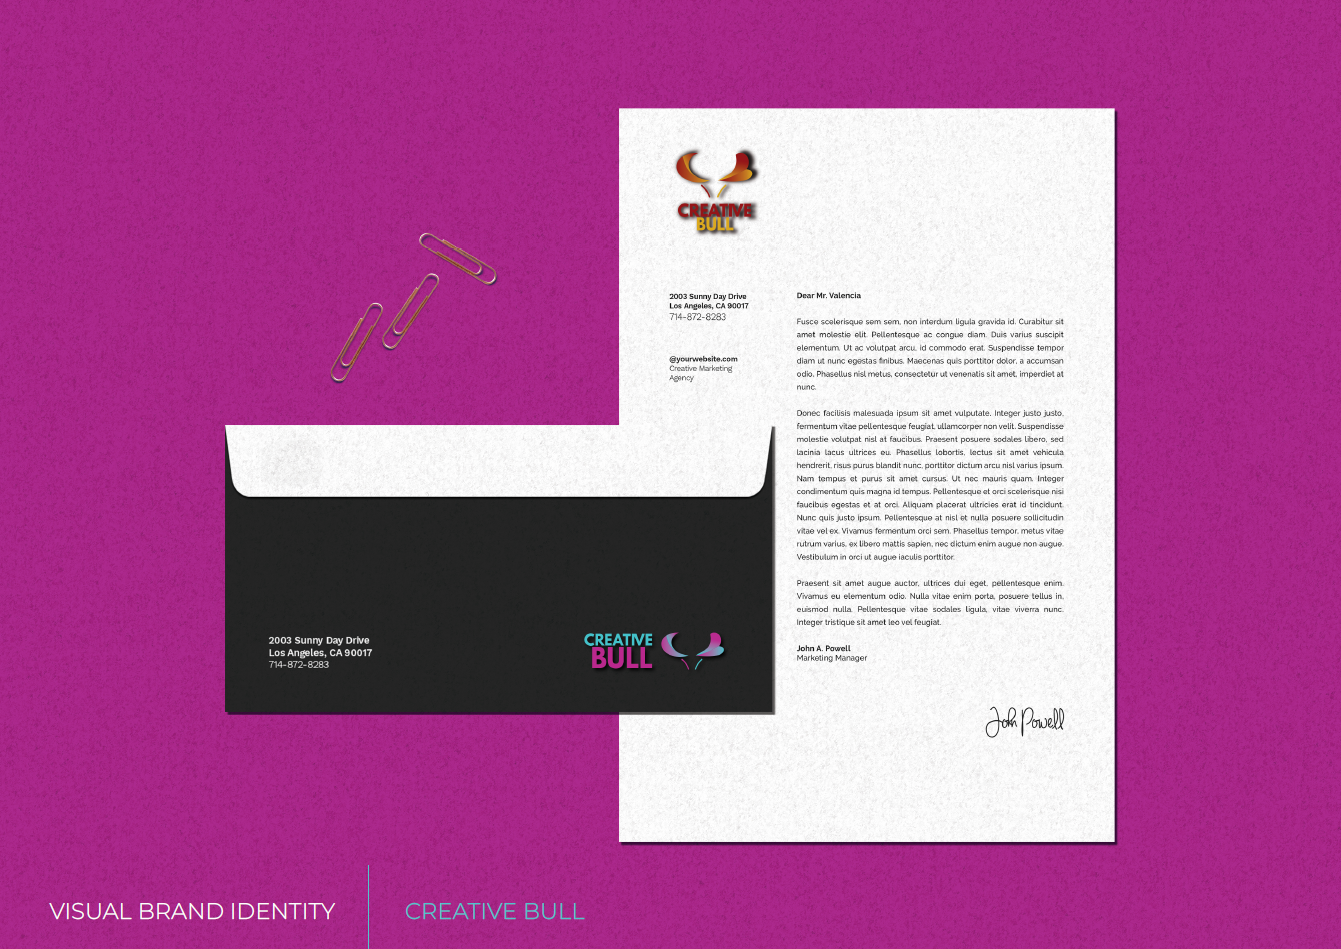 CREATIVE
BULL
2003 Sunny Day Drive
Los Angeles, CA 90017
714-872-8283
@yourwebsite.com
Creative Marketing
Agency
Dear Mr. Valencia
Fusce scelerisque sem sem, non interdum ligula gravida id. Curabitur sit
amet molestie elit. Pellentesque ac congue diam. Duis varius suscipit
elementum. Ut ac volutpat arcu, id commodo erat. Suspendisse tempor
diam ut nunc egestas finibus. Maecenas quis porttitor dolor, a accumsan
odio. Phasellus nisl metus, consectetur ut venenatis sit amet, imperdiet at
nunc.
Donec facilisis malesuada ipsum sit amet vulputate. Integer justo justo,
fermentum vitae pellentesque feugiat, ullamcorper non velit. Suspendisse
molestie volutpat nisl at faucibus. Praesent posuere sodales libero, sed
lacinia lacus ultrices eu. Phasellus lobortis, lectus sit amet vehicula
hendrerit, risus purus blandit nunc, porttitor dictum arcu nisl varius ipsum.
Nam tempus et purus sit amet cursus. Ut nec mauris quam. Integer
condimentum quis magna id tempus. Pellentesque et orci scelerisque nisi
faucibus egestas et at orci. Aliquam placerat ultricies erat id tincidunt.
Nunc quis justo ipsum. Pellentesque at nisl et nulla posuere sollicitudin
vitae vel ex. Vivamus fermentum orci sem. Phasellus tempor, metus vitae
rutrum varius, ex libero mattis sapien, nec dictum enim augue non augue.
Vestibulum in orci ut augue iaculis porttitor.
Praesent sit amet augue auctor, ultrices dui eget, pellentesque enim.
Vivamus eu elementum odio. Nulla vitae enim porta, posuere tellus in,
euismod nulla. Pellentesque vitae sodales ligula, vitae viverra nunc.
Integer tristique sit amet leo vel feugiat.
John A. Powell
Marketing Manager
John Powell
2003 Sunny Day Drive
Los Angeles, CA 90017
714-872-8283
CREATIVE
BULL
VISUAL BRAND IDENTITY
CREATIVE BULL